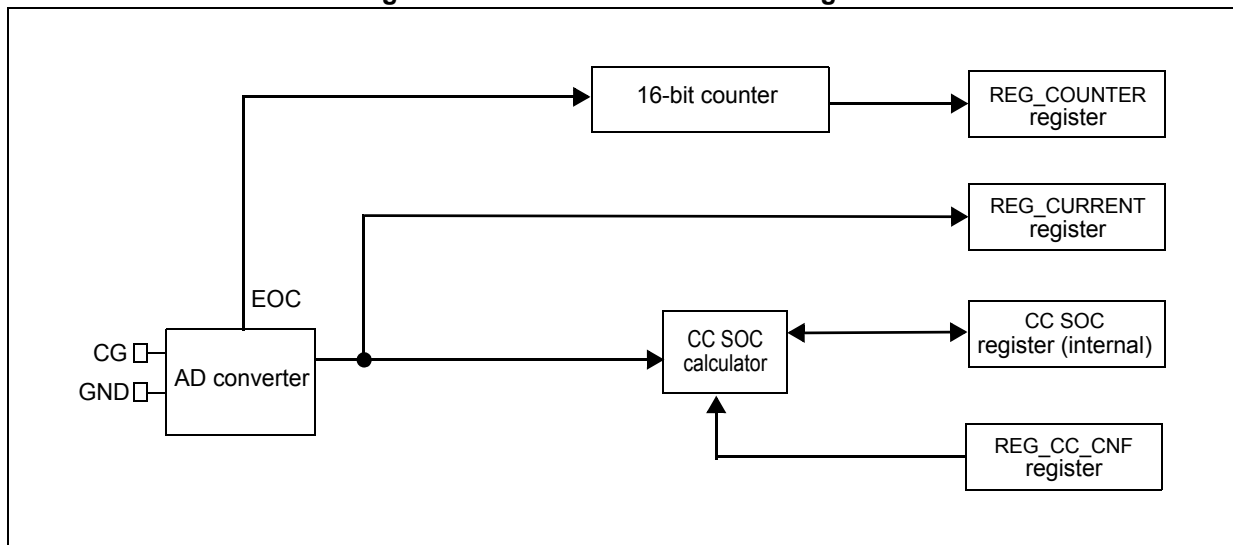 16-bit counter
REG_COUNTER
register
REG_CURRENT
register
EOC
CG
GND
AD converter
CC SOC
calculator
CC SOC
register (internal)
REG_CC_CNF
register